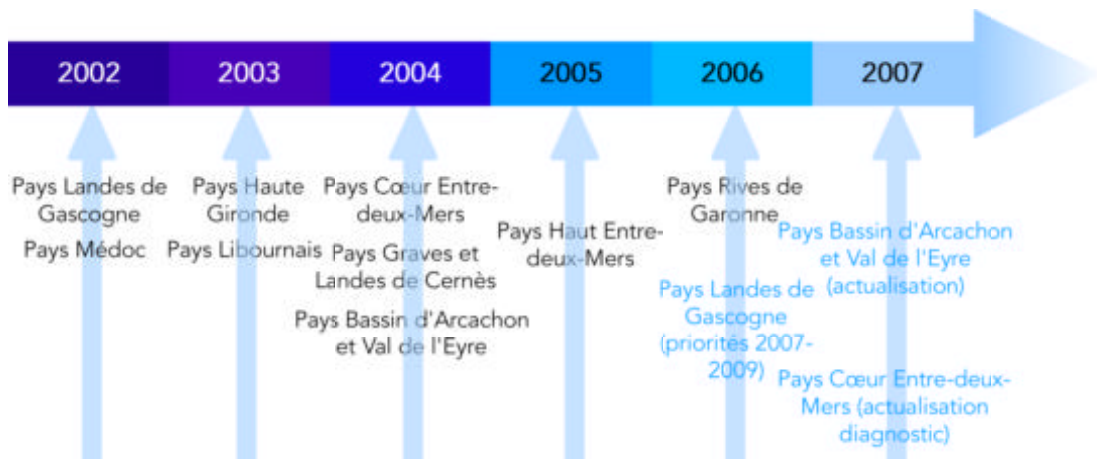 2002
2003
2004
2005
2006
2007
Pays Landes de
Gascogne
Pays Médoc
Pays Haute
Gironde
Pays Libournais
Pays Cœur Entre-
deux-Mers
Pays Graves et
Landes de Cernès
Pays Bassin d'Arcachon
et Val de l'Eyre
Pays Haut Entre-
deux-Mers
Pays Rives de
Garonne
Pays Landes de
Gascogne
(priorités 2007-
2009)
Pays Bassin d'Arcachon
et Val de l'Eyre
(actualisation)
Pays Cœur Entre-deux-
Mers (actualisation
diagnostic)